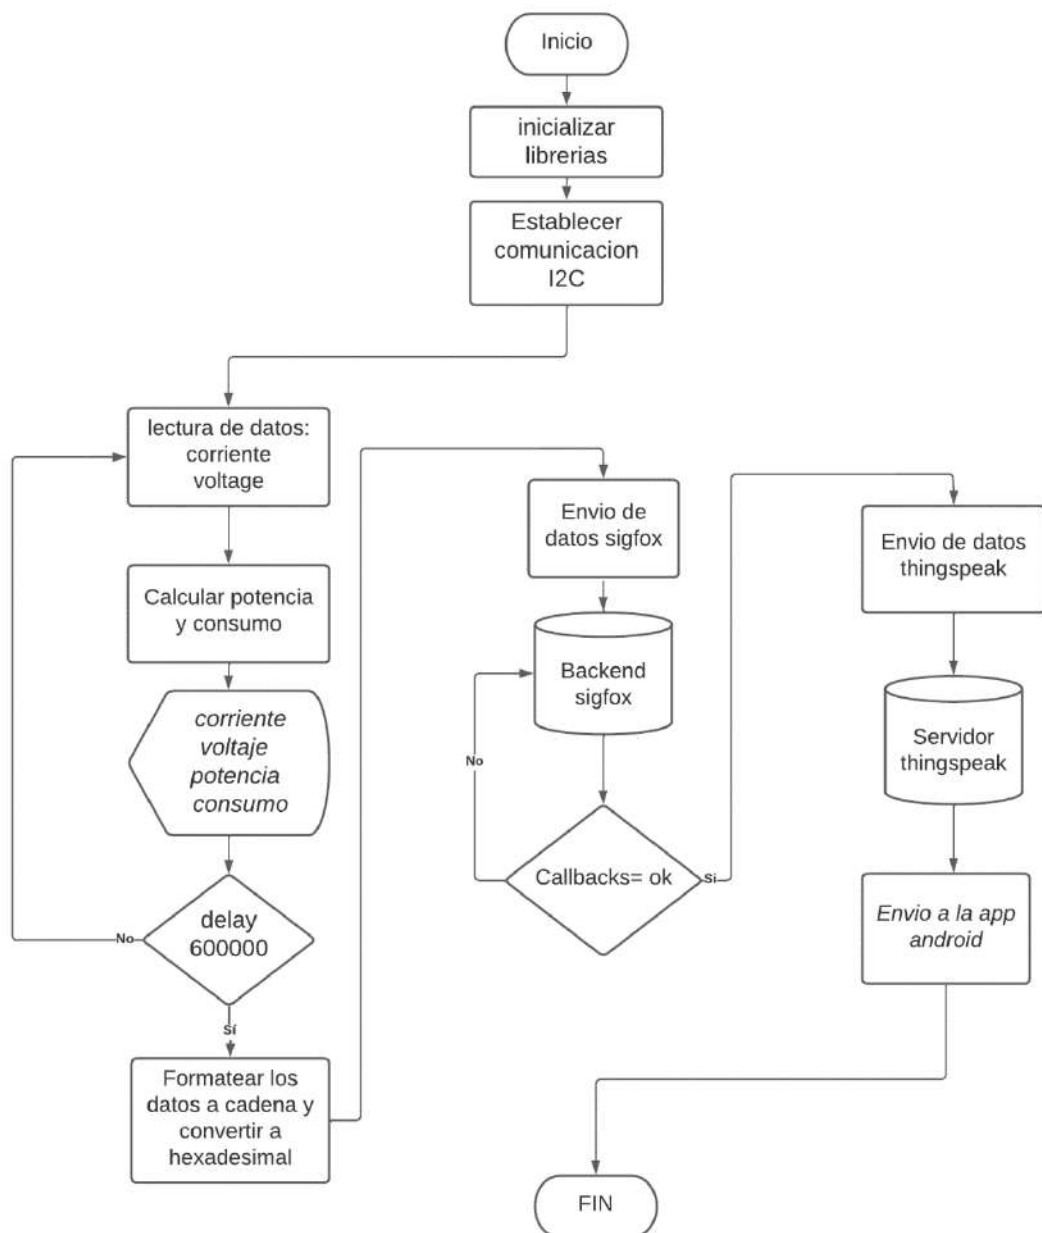 Inicio
inicializar
librerias
Establecer
comunicacion
I2C
lectura de datos:
corriente
voltage
Calcular potencia
y consumo
corriente
voltaje
potencia
consumo
delay
600000
No
Sí
Formatear los
datos a cadena y
convertir a
hexadesimal
Envio de
datos sigfox
Backend
sigfox
No
Callbacks= ok
Sí
Envio de datos
thingspeak
Servidor
thingspeak
Envio a la app
android
FIN